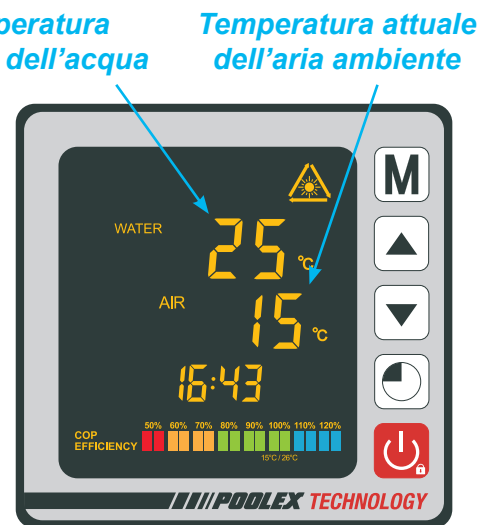 Temperatura attuale
dell'acqua
dell'aria ambiente
M
WATER 25 °C
AIR 15 °C
16:43
50% 60% 70% 80% 90% 100% 110% 120%
COP
EFFICIENCY
15°C / 26°C
POOLEX TECHNOLOGY